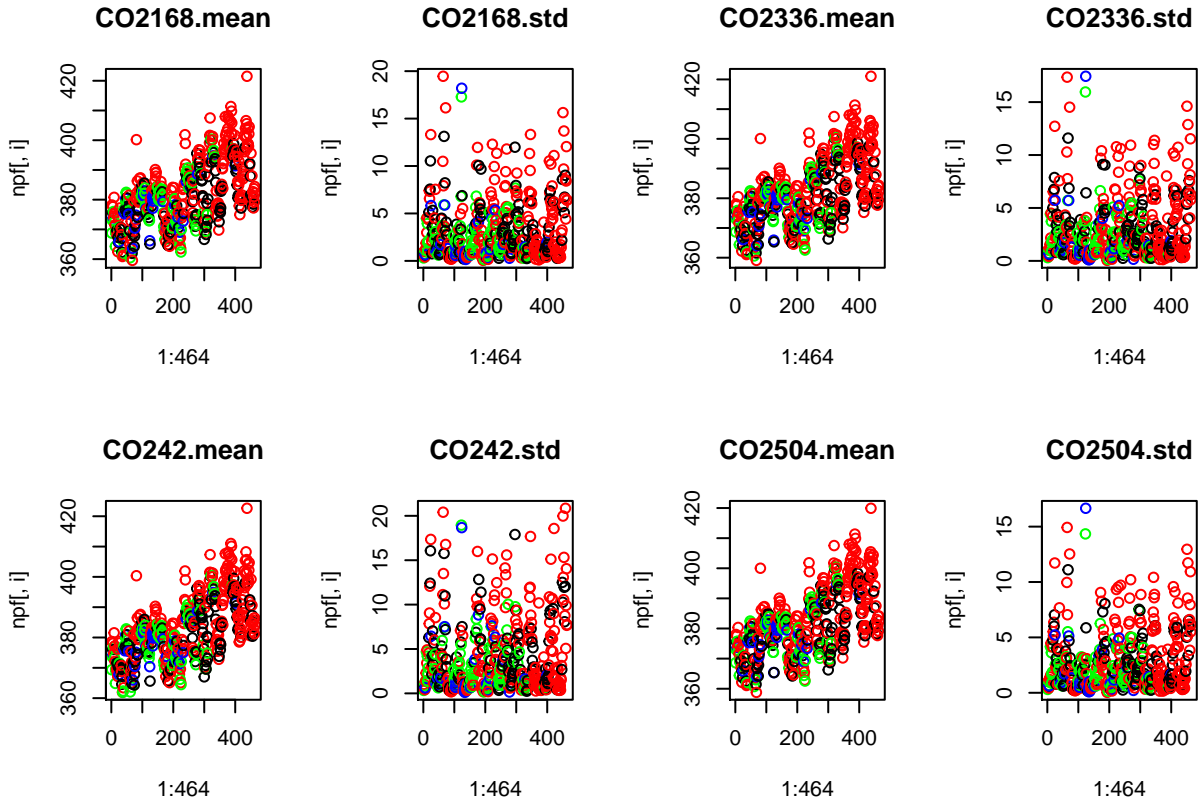 CO2168.mean
npf[, i]
360 380 400 420
0 200 400
1:464
CO2168.std
npf[, i]
0 5 10 15 20
0 200 400
1:464
CO2336.mean
npf[, i]
360 380 400 420
0 200 400
1:464
CO2336.std
npf[, i]
0 5 10 15
0 200 400
1:464
CO242.mean
npf[, i]
360 380 400 420
0 200 400
1:464
CO242.std
npf[, i]
0 5 10 15 20
0 200 400
1:464
CO2504.mean
npf[, i]
360 380 400 420
0 200 400
1:464
CO2504.std
npf[, i]
0 5 10 15
0 200 400
1:464